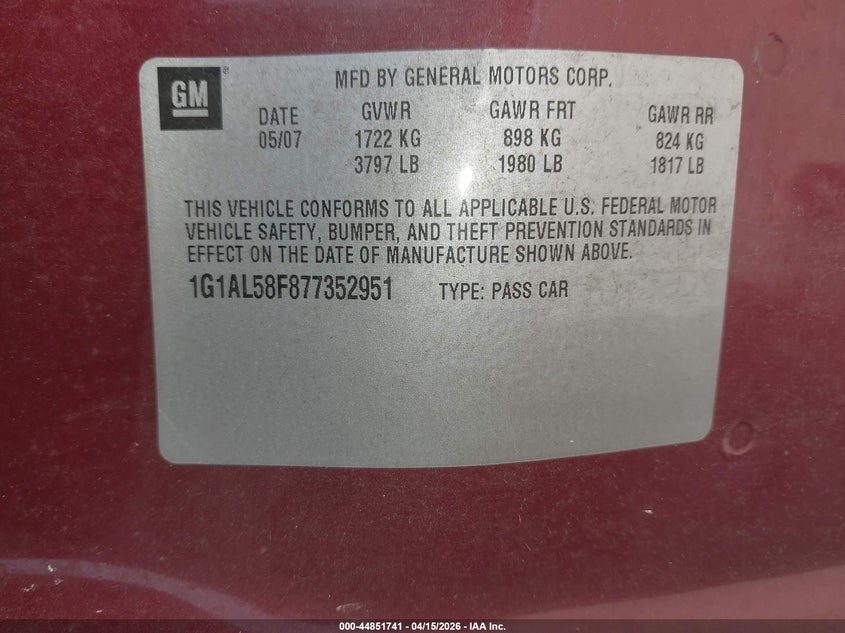 GM®
MFD BY GENERAL MOTORS CORP.
DATE GVWR GAWR FRT GAWR RR
05/07 1722 KG 898 KG 824 KG
3797 LB 1980 LB 1817 LB
THIS VEHICLE CONFORMS TO ALL APPLICABLE U.S. FEDERAL MOTOR
VEHICLE SAFETY, BUMPER, AND THEFT PREVENTION STANDARDS IN
EFFECT ON THE DATE OF MANUFACTURE SHOWN ABOVE.
1G1AL58F877352951 TYPE: PASS CAR
000-44851741 - 04/15/2026 - IAA Inc.